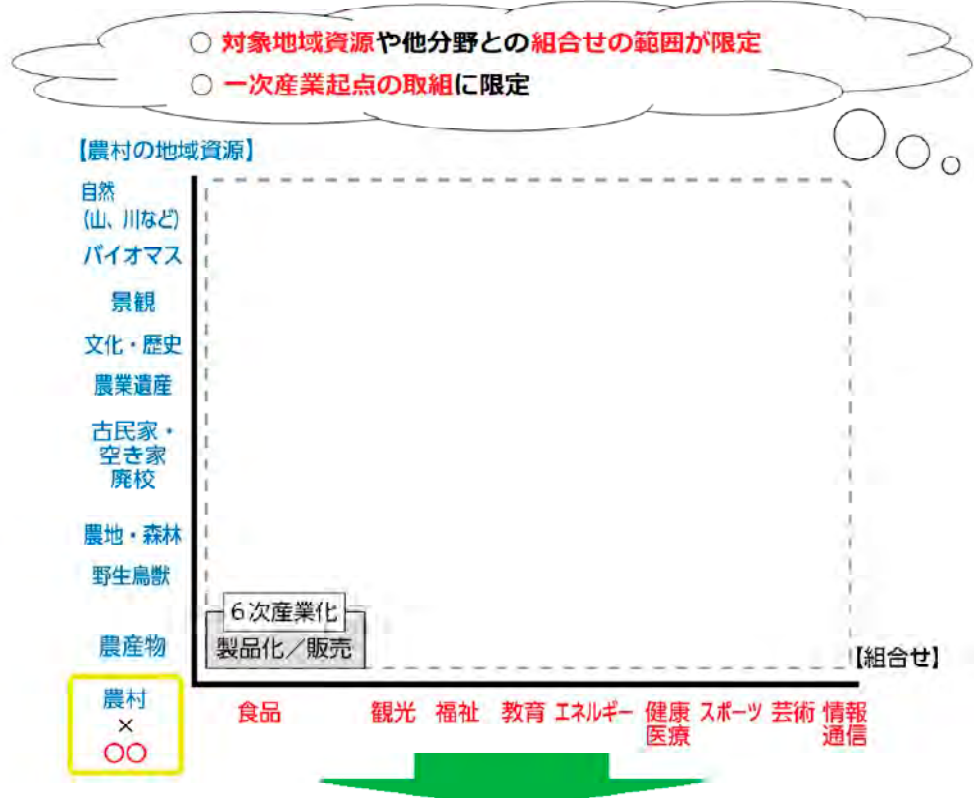 ○ 対象地域資源や他分野との組合せの範囲が限定
○ 一次産業起点の取組に限定
【農村の地域資源】
自然
(山、川など)
バイオマス
景観
文化・歴史
農業遺産
古民家・
空き家
廃校
農地・森林
野生鳥獣
6次産業化
農産物
製品化／販売
【組合せ】
農村
×
○○
食品
観光
福祉
教育
エネルギー
健康
医療
スポーツ
芸術
情報
通信